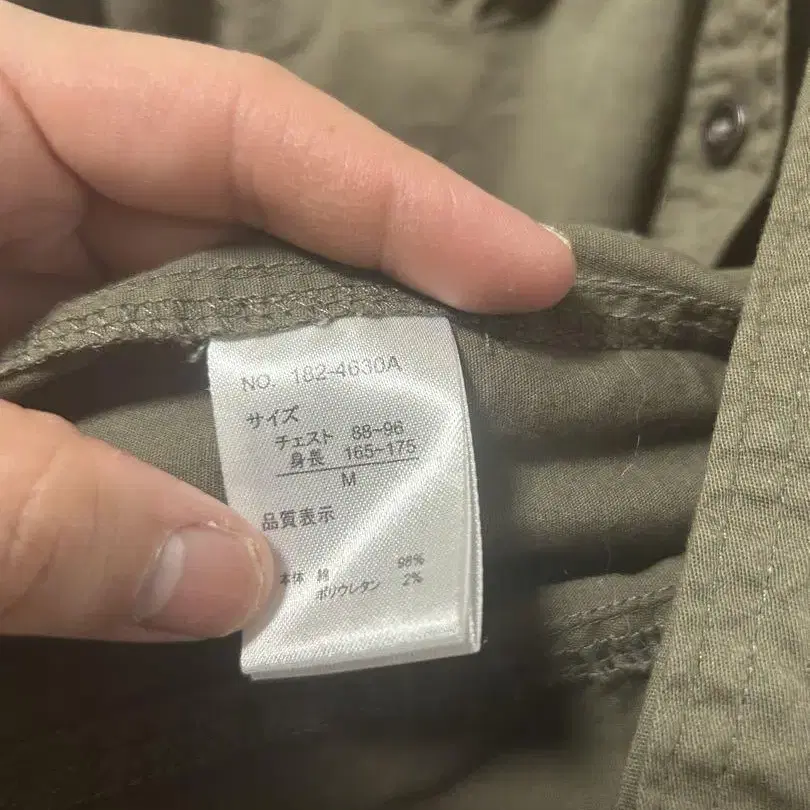 NO. 182-4630A
サイズ
チェスト 88~96
身長 165~175
M
品質表示
本体 綿 98%
ポリウレタン 2%